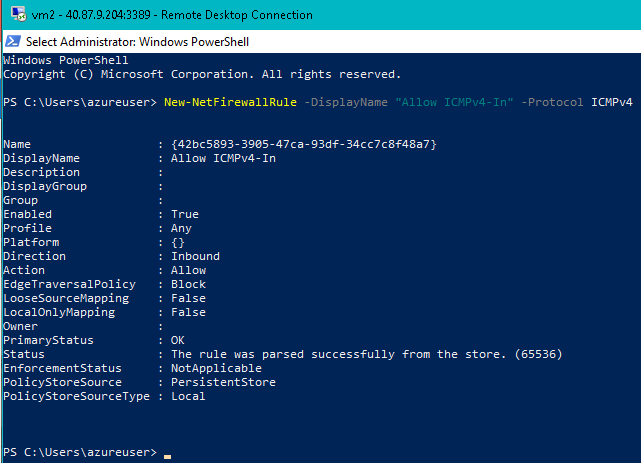 vm2 - 40.87.9.204:3389 - Remote Desktop Connection
Select Administrator: Windows PowerShell
Windows PowerShell
Copyright (C) Microsoft Corporation. All rights reserved.
PS C:\Users\azureuser> New-NetFirewallRule -DisplayName "Allow ICMPv4-In" -Protocol ICMPv4
Name                  : {42bc5893-3905-47ca-93df-34cc7c8f48a7}
DisplayName           : Allow ICMPv4-In
Description           :
DisplayGroup          :
Group                 :
Enabled               : True
Profile               : Any
Platform              : {}
Direction             : Inbound
Action                : Allow
EdgeTraversalPolicy   : Block
LooseSourceMapping    : False
LocalOnlyMapping      : False
Owner                 :
PrimaryStatus         : OK
Status                : The rule was parsed successfully from the store. (65536)
EnforcementStatus     : NotApplicable
PolicyStoreSource     : PersistentStore
PolicyStoreSourceType : Local
PS C:\Users\azureuser>